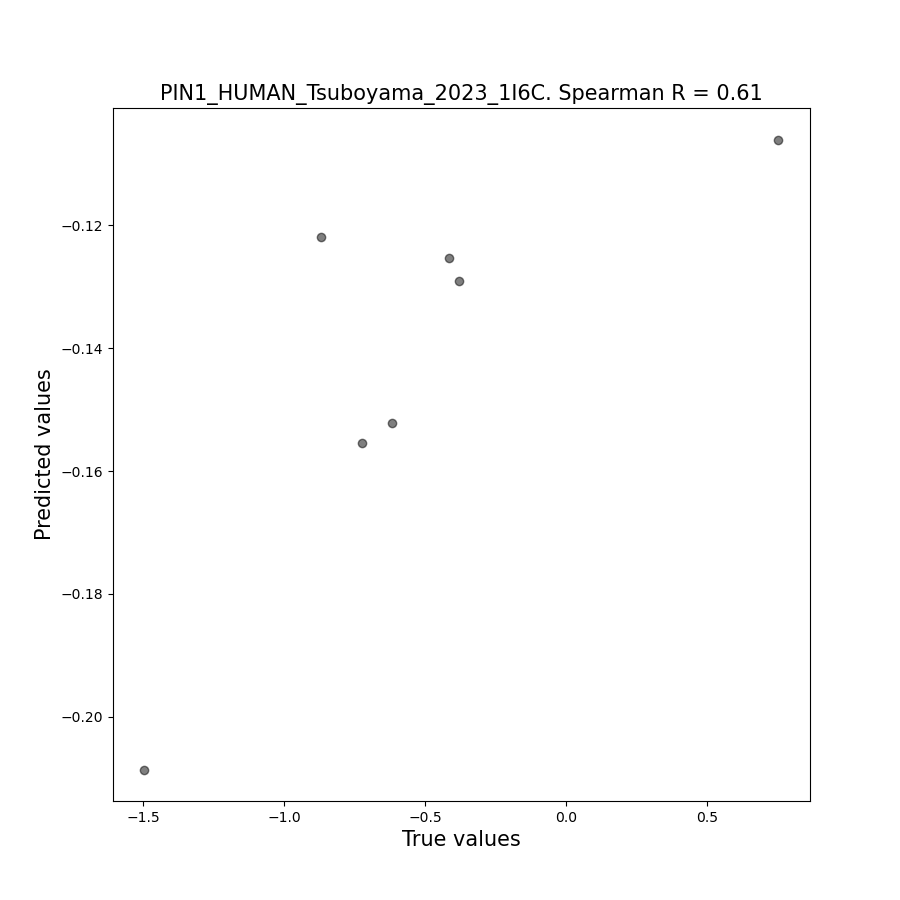 PIN1_HUMAN_Tsuboyama_2023_1I6C. Spearman R = 0.61
−0.12
−0.14
−0.16
−0.18
−0.20
Predicted values
−1.5 −1.0 −0.5 0.0 0.5
True values